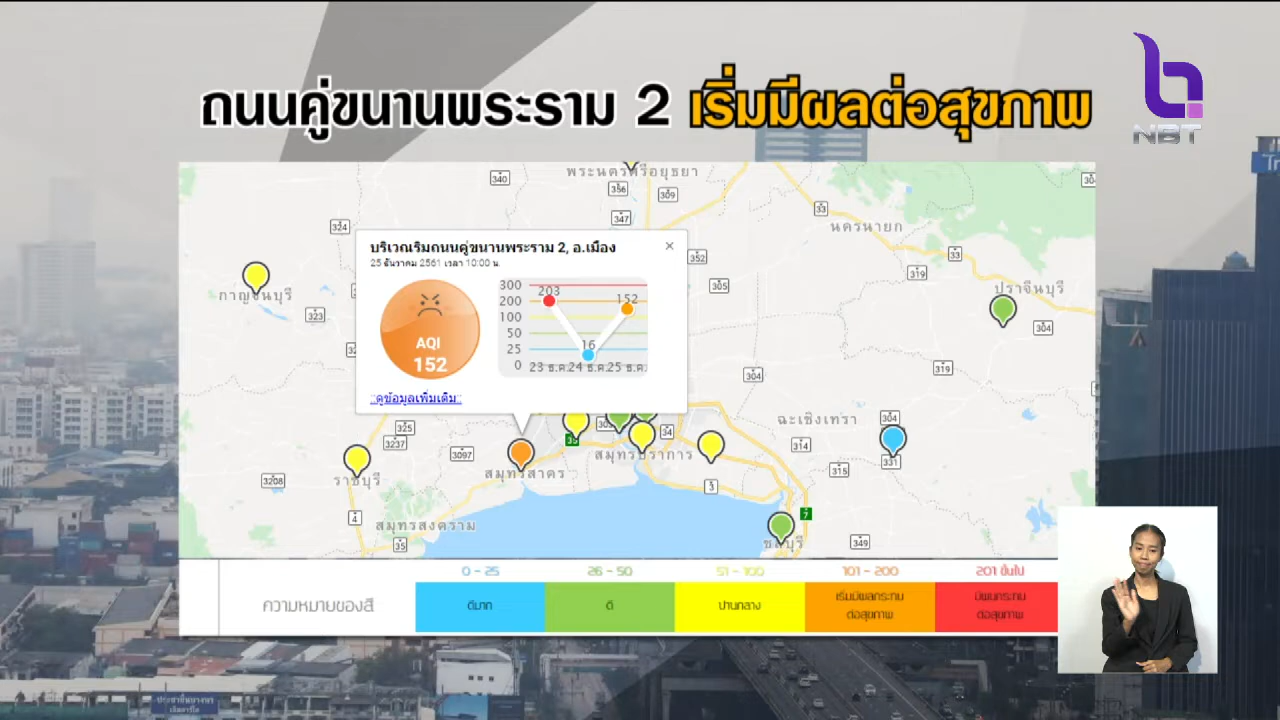 ถนนคู่ขนานพระราม 2 เริ่มมีผลต่อสุขภาพ
NBT
340
พระนครศรีอยุธยา
356
309
347
324
33
นครนายก
บริเวณริมถนนคู่ขนานพระราม 2, อ.เมือง
×
25 ธันวาคม 2561 เวลา 10:00 น.
352
33
319
305
กาญจนบุรี
323
ปราจีนบุรี
304
300
200
100
50
25
0
203
152
16
23 ธ.ค.
24 ธ.ค.
25 ธ.ค.
AQI
152
::ดูข้อมูลเพิ่มเติม::
304
319
325
3237
3097
35
34
ฉะเชิงเทรา
304
314
331
315
3208
ราชบุรี
สมุทรสาคร
สมุทรปราการ
3
4
สมุทรสงคราม
35
7
ชลบุรี
349
ความหมายของสี
0 - 25
26 - 50
51 - 100
101 - 200
201 ขึ้นไป
ดีมาก
ดี
ปานกลาง
เริ่มมีผลกระทบ
ต่อสุขภาพ
มีผลกระทบ
ต่อสุขภาพ